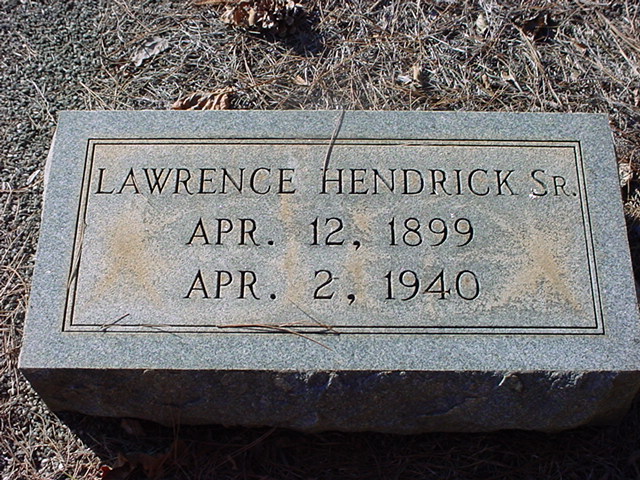 LAWRENCE HENDRICK SR.
APR. 12, 1899
APR. 2, 1940